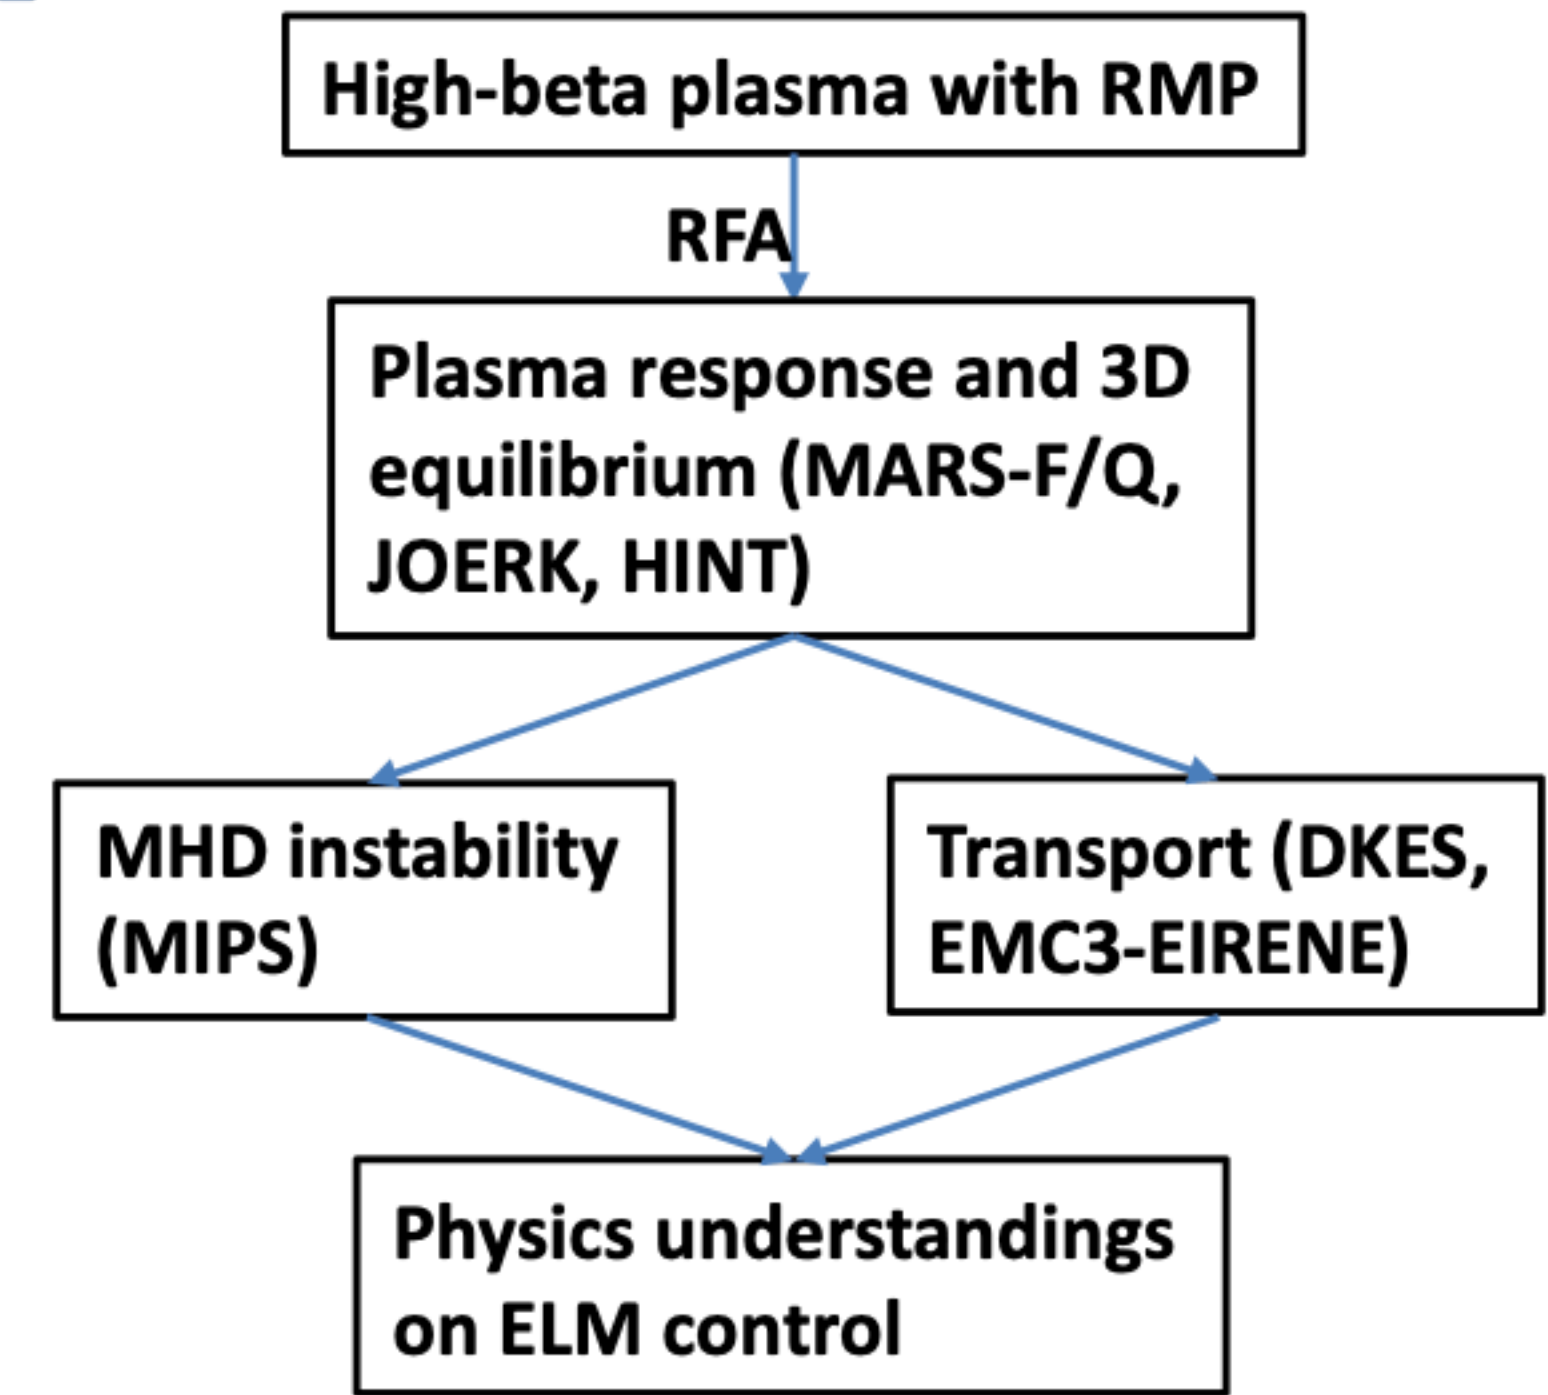 High-beta plasma with RMP
RFA
Plasma response and 3D
equilibrium (MARS-F/Q,
JOERK, HINT)
MHD instability
(MIPS)
Transport (DKES,
EMC3-EIRENE)
Physics understandings
on ELM control